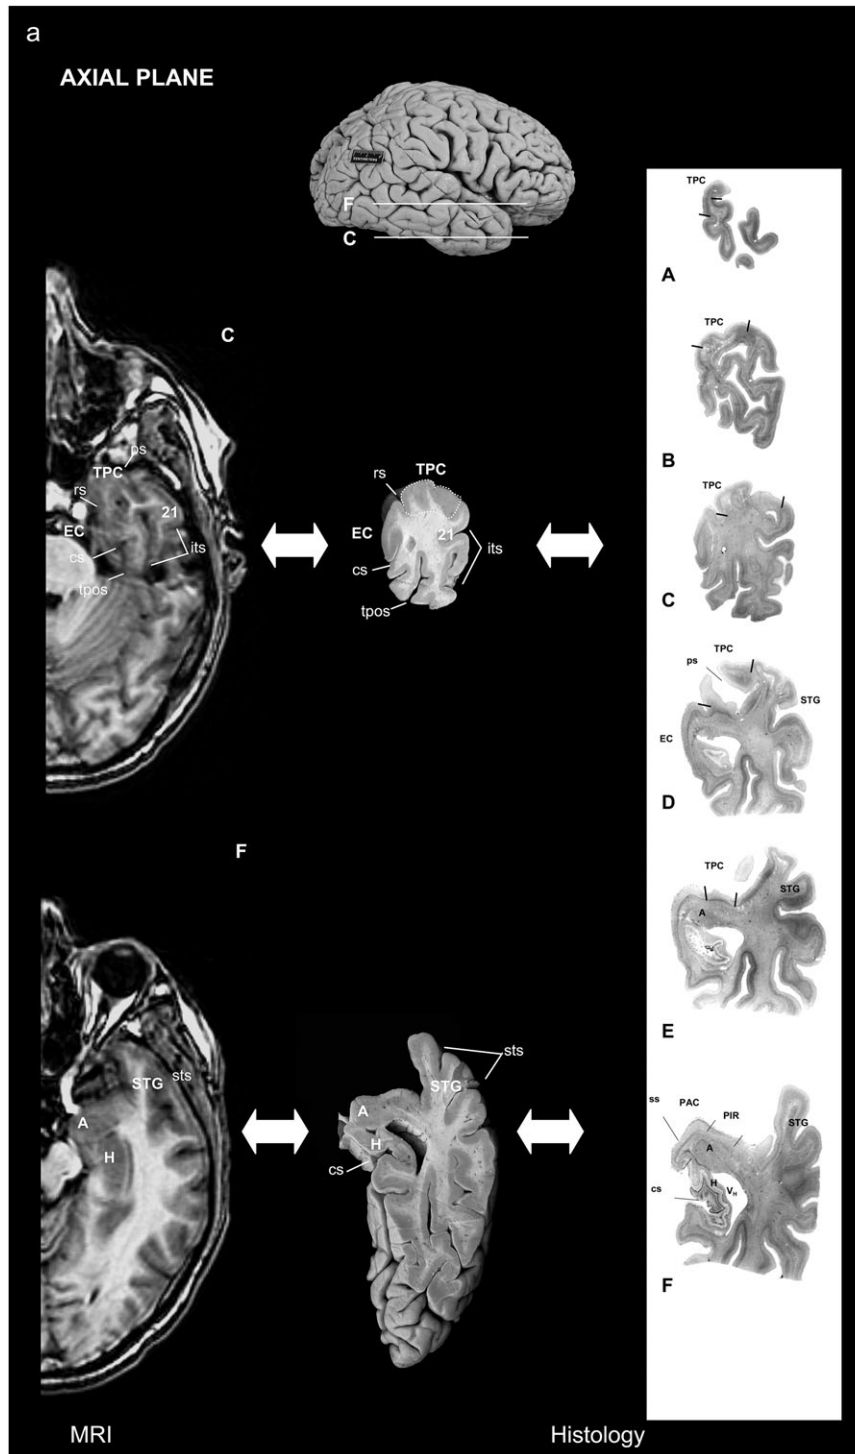 a
AXIAL PLANE
F
C
C
ps
TPC
rs
21
EC
its
cs
tpos
TPC
rs
21
its
cs
tpos
F
sts
STG
A
H
sts
STG
A
H
cs
TPC
A
TPC
B
TPC
C
TPC
ps
STG
EC
D
TPC
STG
A
E
ss
PAC
PIR
STG
A
H
VH
cs
F
MRI
Histology